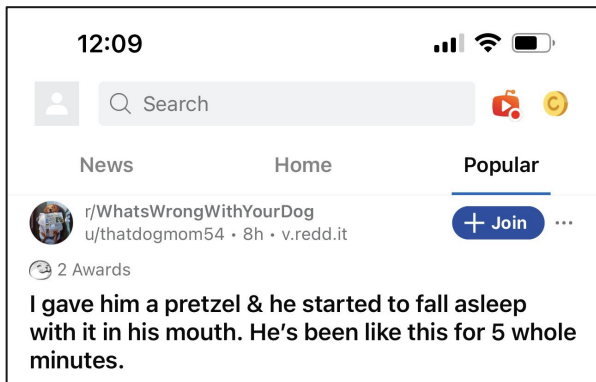 12:09
Search
C
News Home Popular
r/WhatsWrongWithYourDog
u/thatdogmom54 • 8h • v.redd.it
+ Join ...
2 Awards
I gave him a pretzel & he started to fall asleep
with it in his mouth. He's been like this for 5 whole
minutes.